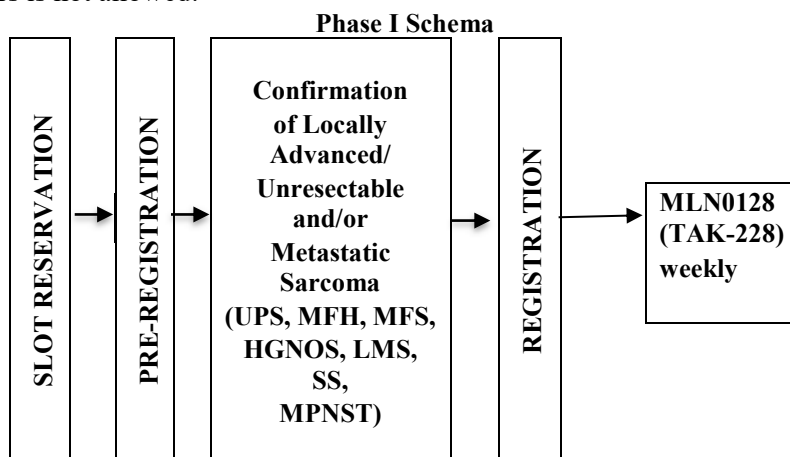 Phase I Schema
SLOT RESERVATION
PRE-REGISTRATION
Confirmation
of Locally
Advanced/
Unresectable
and/or
Metastatic
Sarcoma
(UPS, MFH, MFS,
HGNOS, LMS,
SS,
MPNST)
REGISTRATION
MLN0128
(TAK-228)
weekly